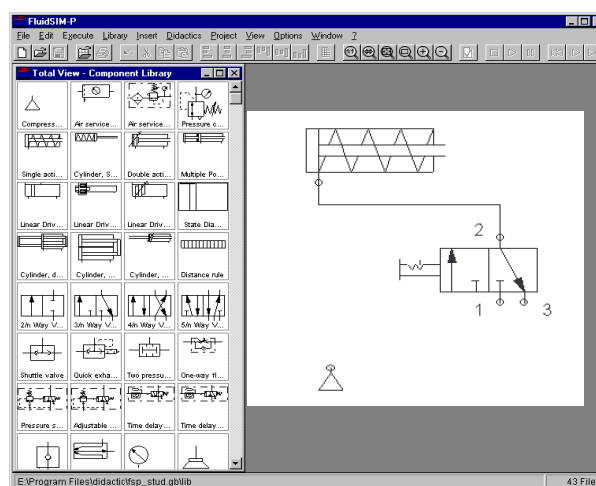 FluidSIM-P
File Edit Execute Library Insert Didactics Project View Options Window ?
Total View - Component Library
Compress... Air service... Air service... Pressure c...
Single acti... Cylinder, S... Double acti... Multiple Po...
Linear Driv... Linear Driv... Linear Driv... State Dia...
Cylinder, d... Cylinder, ... Cylinder, ... Distance rule
2/n Way V... 3/n Way V... 4/n Way V... 5/n Way V...
Shuttle valve Quick exha... Two pressu... One-way fl...
Pressure s... Adjustable ... Time delay... Time delay...
2
1 3
E:\Program Files\didactic\fsp_stud.gb\lib
43 File